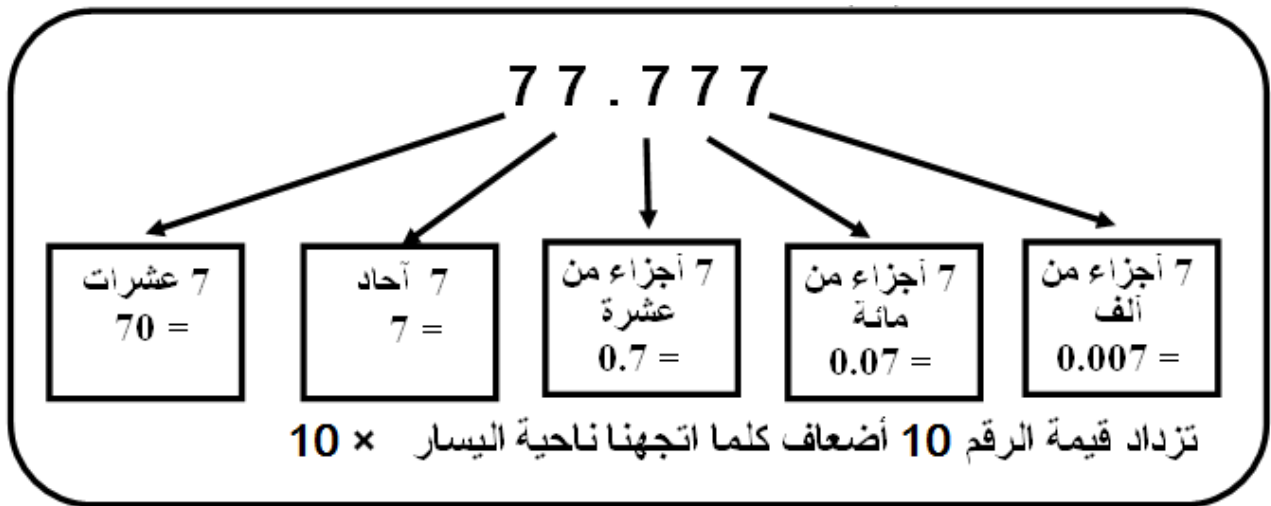 7 7 . 7 7 7
7 أجزاء من
ألف
= 0.007
7 أجزاء من
مائة
= 0.07
7 أجزاء من
عشرة
= 0.7
7 آحاد
= 7
7 عشرات
= 70
تزداد قيمة الرقم 10 أضعاف كلما اتجهنا ناحية اليسار × 10